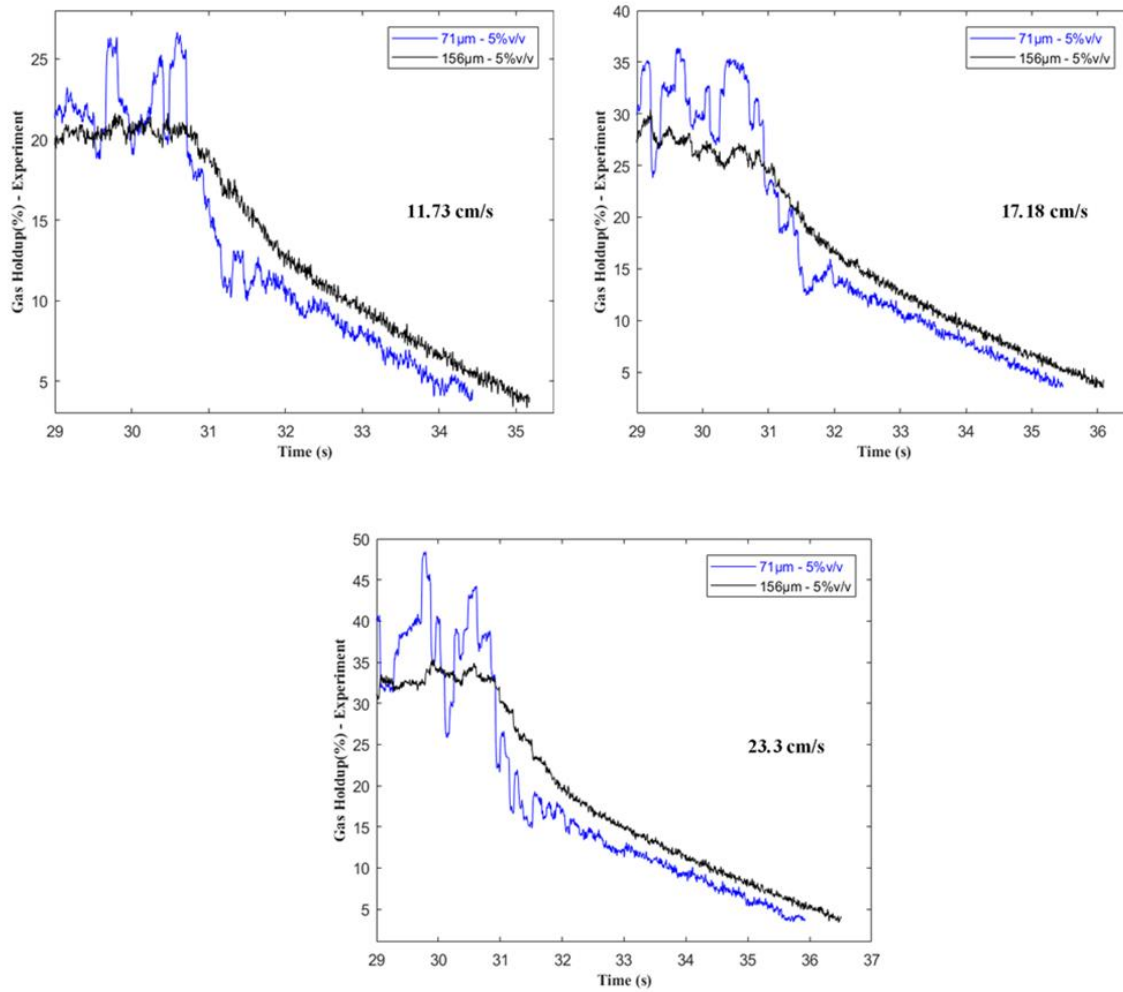 71µm - 5%v/v
156µm - 5%v/v
11.73 cm/s
Gas Holdup(%) - Experiment
25
20
15
10
5
29 30 31 32 33 34 35
Time (s)
71µm - 5%v/v
156µm - 5%v/v
17.18 cm/s
Gas Holdup(%) - Experiment
40
35
30
25
20
15
10
5
29 30 31 32 33 34 35 36
Time (s)
71µm - 5%v/v
156µm - 5%v/v
23.3 cm/s
Gas Holdup(%) - Experiment
50
45
40
35
30
25
20
15
10
5
29 30 31 32 33 34 35 36 37
Time (s)